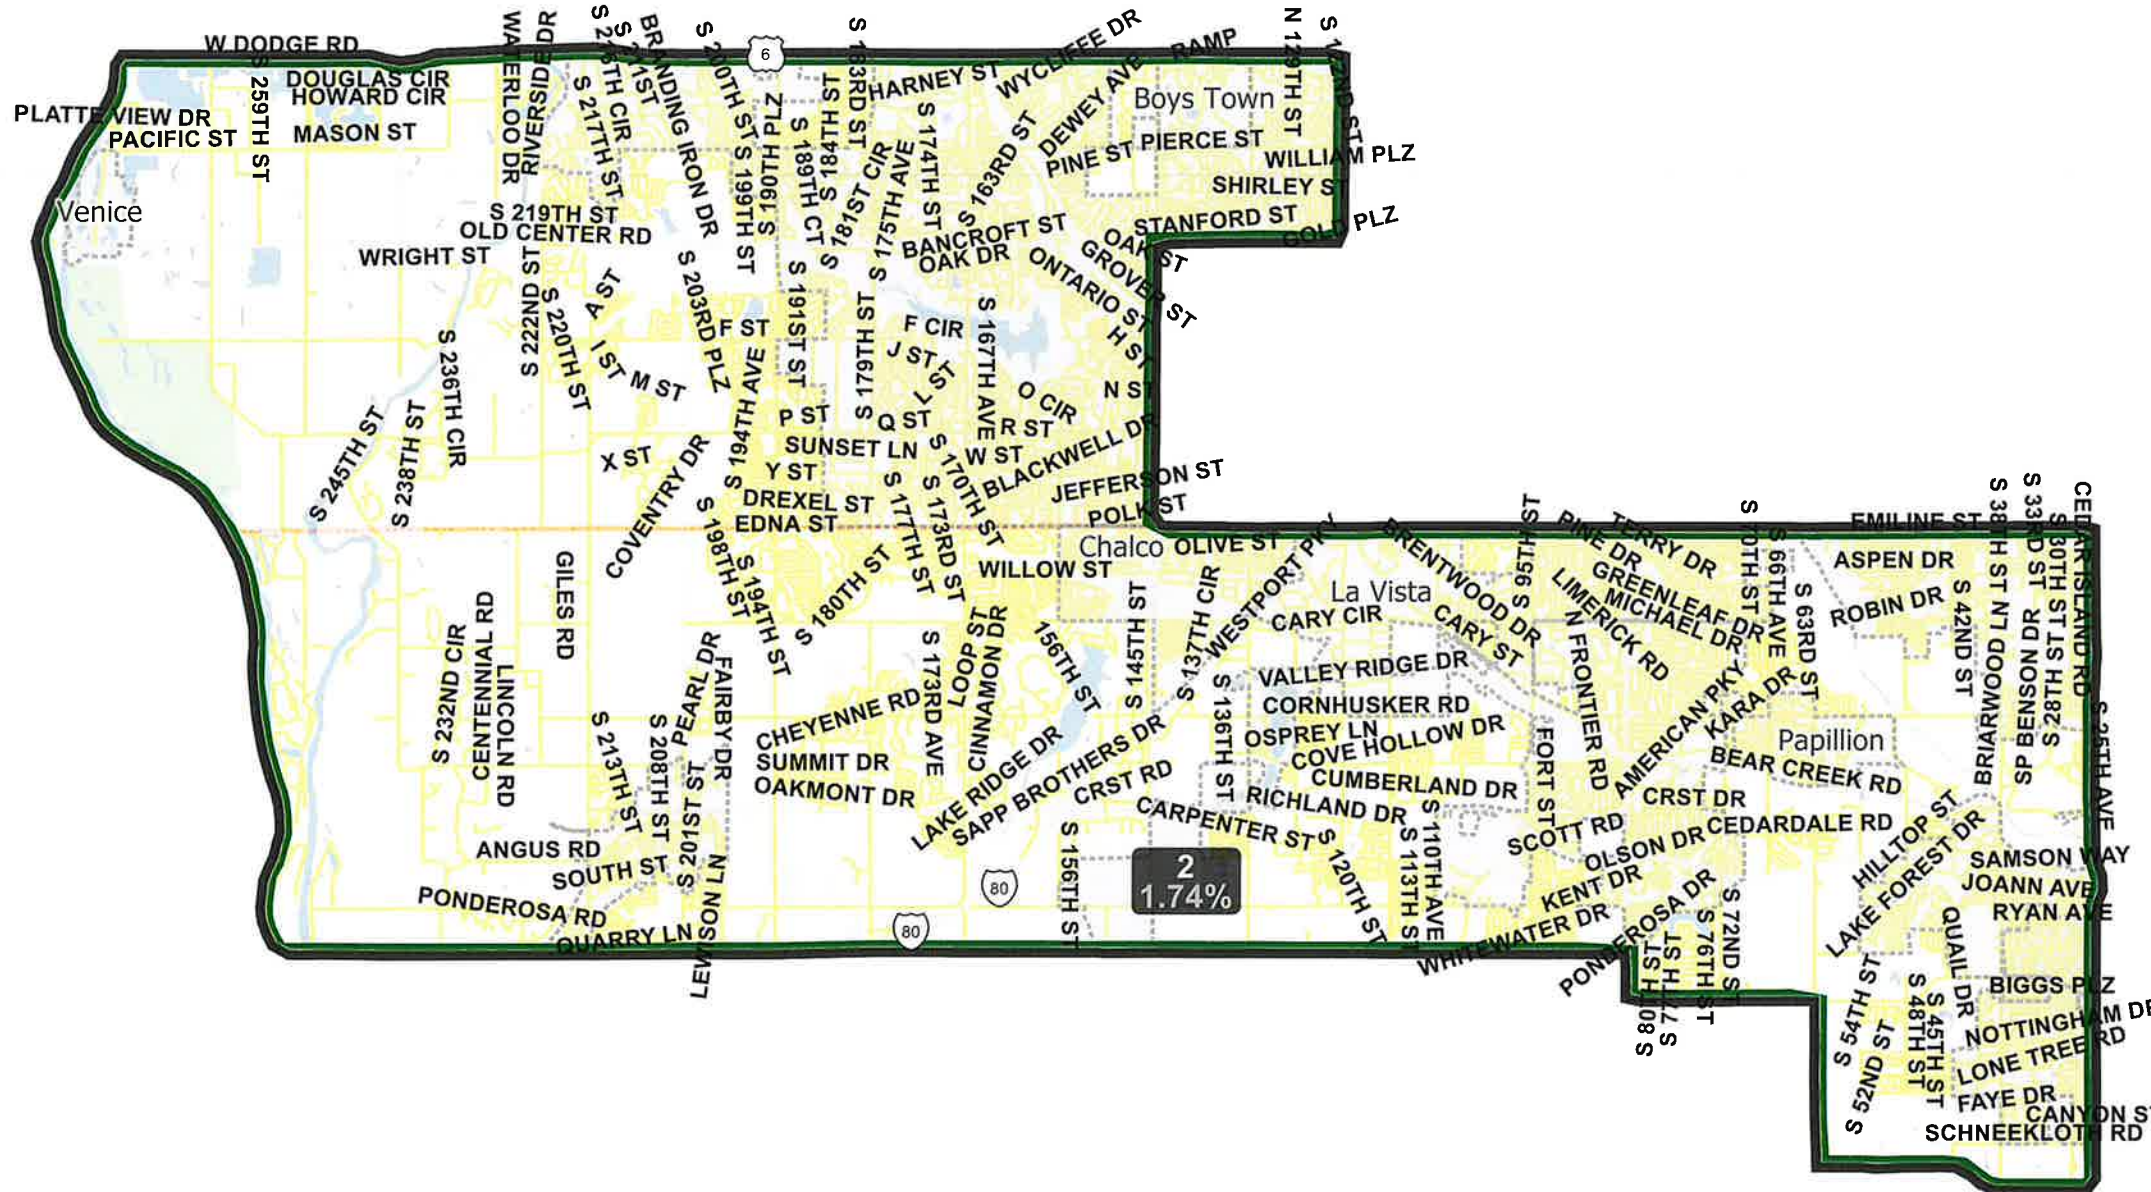 W DODGE RD
DOUGLAS CIR
HOWARD CIR
PLATTE VIEW DR
PACIFIC ST
MASON ST
S 259TH ST
WATERLOO DR
RIVERSIDE DR
S 217TH ST
BRANDING IRON DR
S 200TH ST
S 199TH ST
6
S 190TH PLZ
S 189TH CT
S 184TH ST
S 183RD ST
S 181ST CIR
S 175TH AVE
S 174TH ST
HARNEY ST
WYCLIFFE DR
RAMP
DEWEY AVE
S 163RD ST
Boys Town
N 129TH ST
PINE ST
PIERCE ST
WILLIAM PLZ
SHIRLEY ST
STANFORD ST
GOLD PLZ
Venice
S 219TH ST
OLD CENTER RD
WRIGHT ST
BANCROFT ST
OAK DR
OAK ST
GROVER ST
ONTARIO ST
H ST
N ST
S 222ND ST
S 220TH ST
A ST
I ST
M ST
S 203RD PLZ
F ST
S 191ST ST
S 179TH ST
F CIR
J ST
L ST
S 167TH AVE
O CIR
S 236TH CIR
S 245TH ST
S 238TH ST
X ST
COVENTRY DR
S 194TH AVE
P ST
Q ST
R ST
SUNSET LN
W ST
Y ST
BLACKWELL DR
DREXEL ST
EDNA ST
S 177TH ST
S 173RD ST
S 170TH ST
JEFFERSON ST
POLK ST
Chalco
OLIVE ST
WILLOW ST
WESTPORT PKY
BRENTWOOD DR
S 95TH ST
PINE DR
TERRY DR
S 70TH ST
S 66TH AVE
EMILINE ST
S 38TH ST
S 33RD ST
S 30TH ST
CEDAR ISLAND RD
ASPEN DR
La Vista
GREENLEAF DR
MICHAEL DR
LIMERICK RD
S 63RD ST
ROBIN DR
S 42ND ST
GILES RD
S 198TH ST
S 194TH ST
S 180TH ST
S 145TH ST
S 137TH CIR
CARY CIR
CARY ST
S 232ND CIR
CENTENNIAL RD
LINCOLN RD
PEARL DR
FAIRBY DR
S 173RD AVE
LOOP ST
CINNAMON DR
156TH ST
VALLEY RIDGE DR
CORNHUSKER RD
OSPREY LN
COVE HOLLOW DR
S 136TH ST
N FRONTIER RD
AMERICAN PKY
KARA DR
Papillion
BEAR CREEK RD
BRIARWOOD LN
SP BENSON DR
S 28TH ST
S 25TH AVE
S 213TH ST
S 208TH ST
S 201ST ST
CHEYENNE RD
SUMMIT DR
OAKMONT DR
LAKE RIDGE DR
SAPP BROTHERS DR
CRST RD
CUMBERLAND DR
RICHLAND DR
CARPENTER ST
FORT ST
CRST DR
CEDARDALE RD
SCOTT RD
OLSON DR
HILLTOP ST
LAKE FOREST DR
SAMSON WAY
JOANN AVE
RYAN AVE
ANGUS RD
SOUTH ST
PONDEROSA RD
QUARRY LN
LEWISON LN
80
80
S 156TH ST
2
1.74%
S 120TH ST
S 113TH ST
S 110TH AVE
KENT DR
WHITEWATER DR
PONDEROSA DR
S 80TH ST
S 77TH ST
S 76TH ST
S 72ND ST
QUAIL DR
S 54TH ST
S 52ND ST
S 48TH ST
S 45TH ST
BIGGS PLZ
NOTTINGHAM DR
LONE TREE RD
FAYE DR
CANYON ST
SCHNEEKLOTH RD